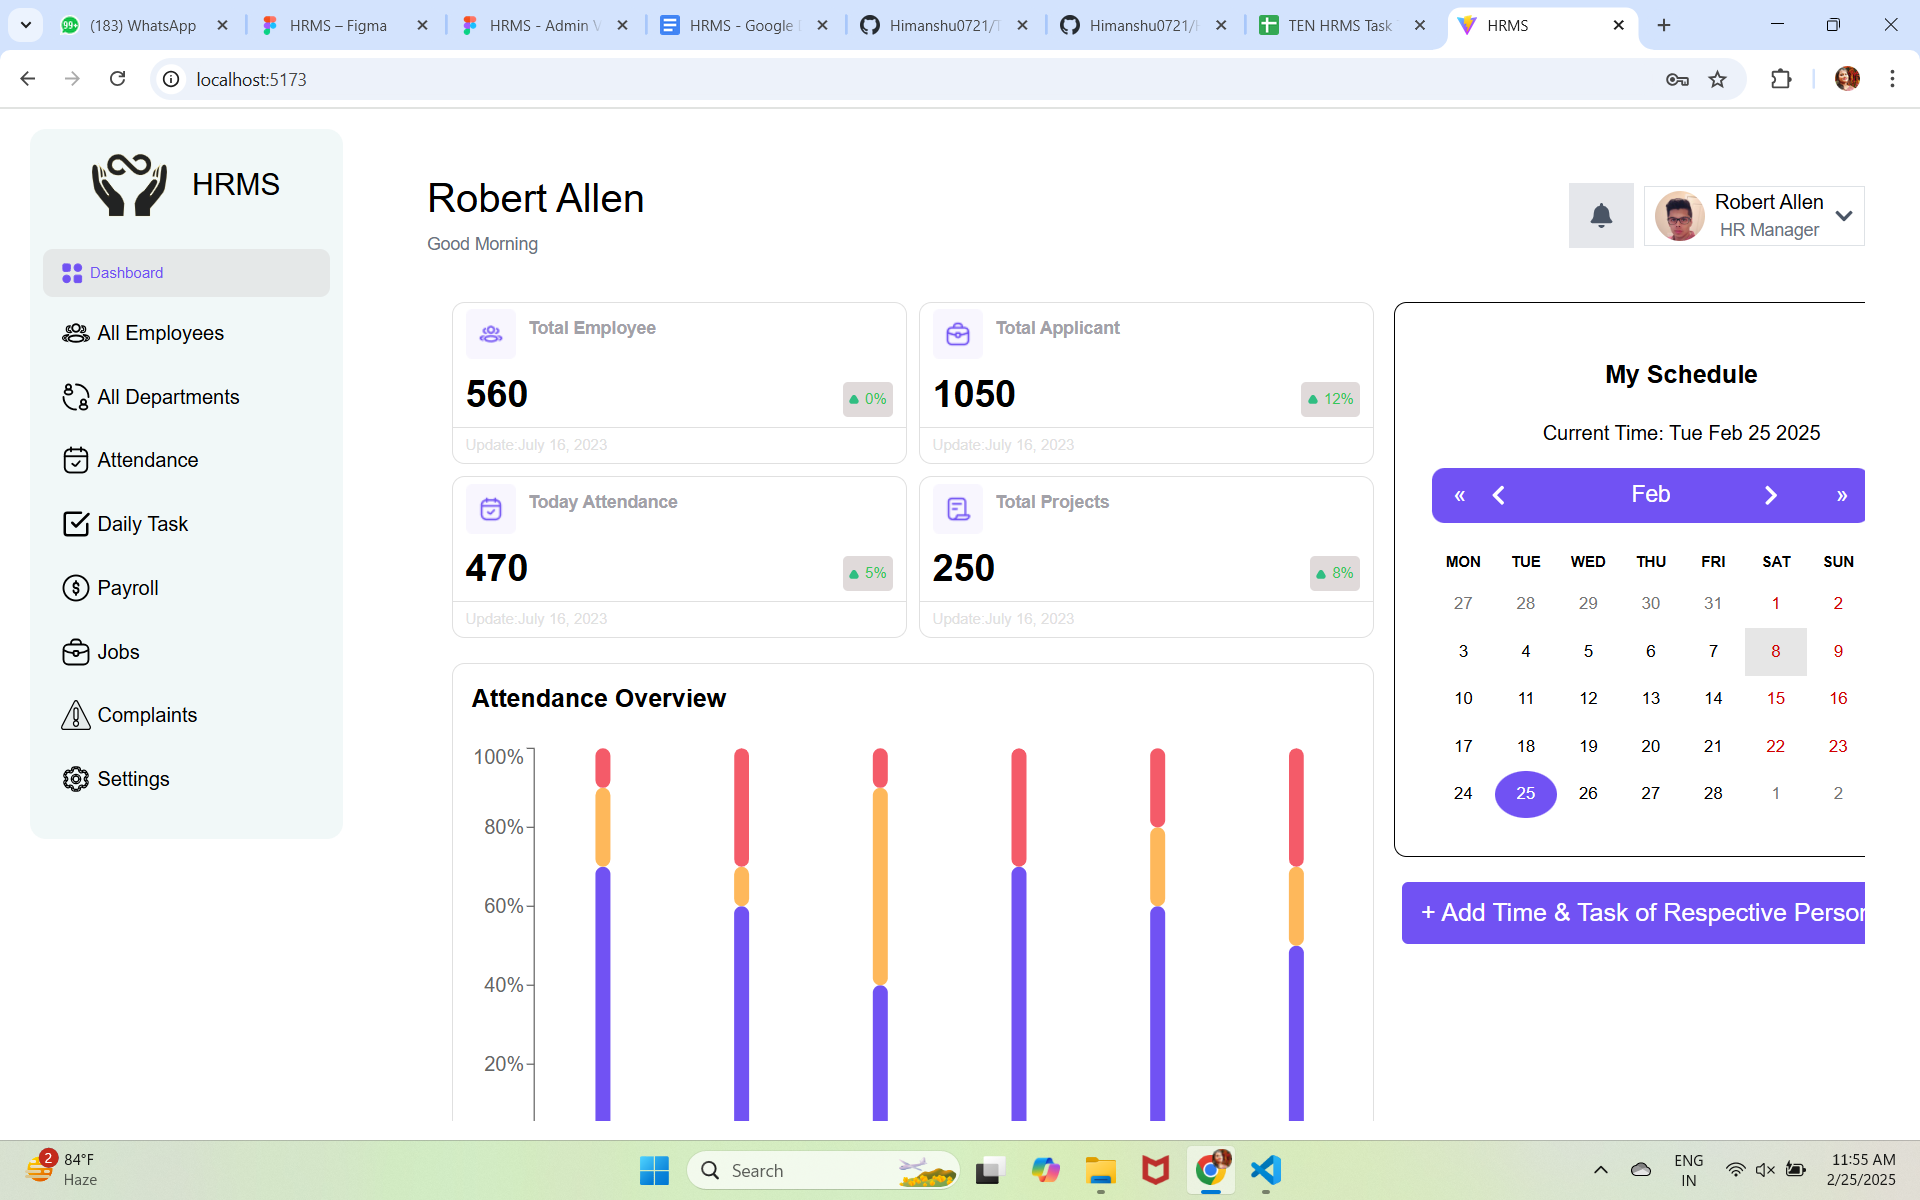 (183) WhatsApp
HRMS – Figma
HRMS - Admin V
HRMS - Google
Himanshu0721/
Himanshu0721/
TEN HRMS Task
HRMS
localhost:5173
HRMS
Dashboard
All Employees
All Departments
Attendance
Daily Task
Payroll
Jobs
Complaints
Settings
Robert Allen
Good Morning
Robert Allen
HR Manager
Total Employee
560
0%
Update:July 16, 2023
Total Applicant
1050
12%
Update:July 16, 2023
Today Attendance
470
5%
Update:July 16, 2023
Total Projects
250
8%
Update:July 16, 2023
Attendance Overview
100%
80%
60%
40%
20%
My Schedule
Current Time: Tue Feb 25 2025
« Feb »
MON TUE WED THU FRI SAT SUN
27 28 29 30 31 1 2
3 4 5 6 7 8 9
10 11 12 13 14 15 16
17 18 19 20 21 22 23
24 25 26 27 28 1 2
+ Add Time & Task of Respective Person
2
84°F
Haze
Search
ENG
IN
11:55 AM
2/25/2025